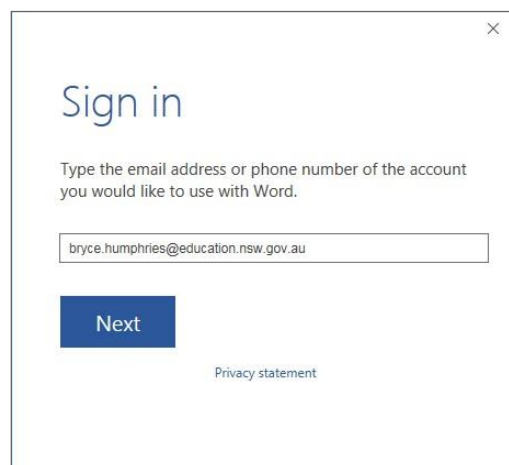 Sign in
Type the email address or phone number of the account
you would like to use with Word.
bryce.humphries@education.nsw.gov.au
Next
Privacy statement